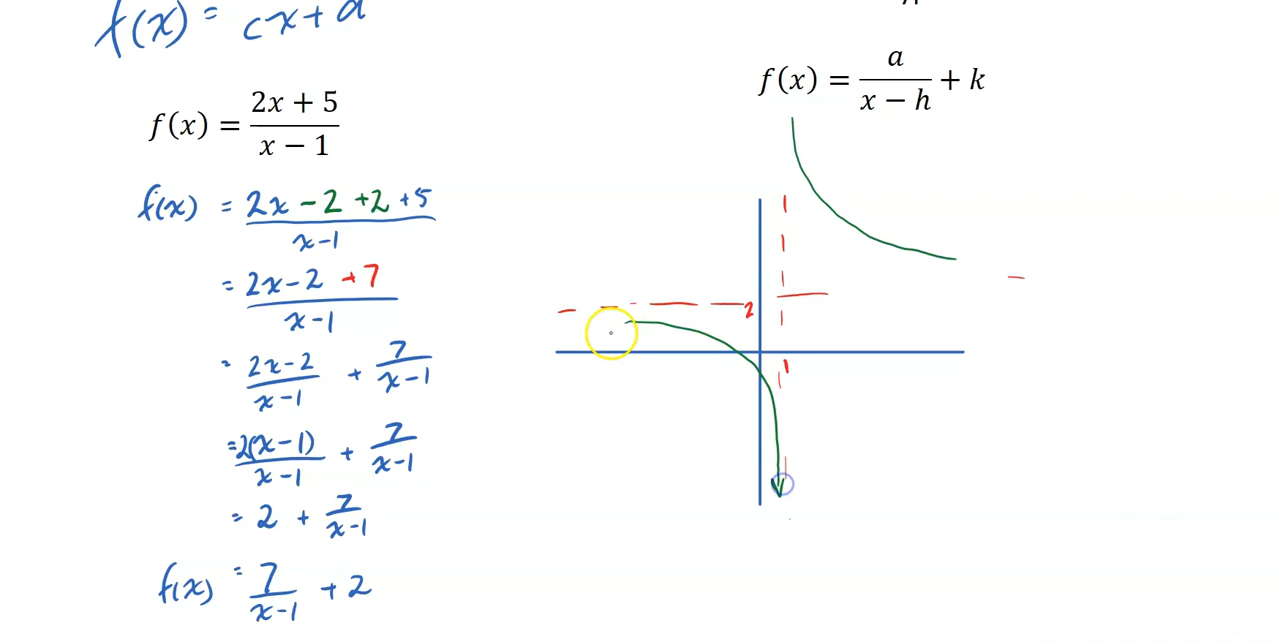 f(x) = cx+d
f(x) = (2x + 5)/(x − 1)
f(x) = (2x − 2 + 2 + 5)/(x−1)
= (2x−2 + 7)/(x−1)
= (2x−2)/(x−1) + 7/(x−1)
= 2(x−1)/(x−1) + 7/(x−1)
= 2 + 7/(x−1)
f(x) = 7/(x−1) + 2
f(x) = a/(x − h) + k
2
1